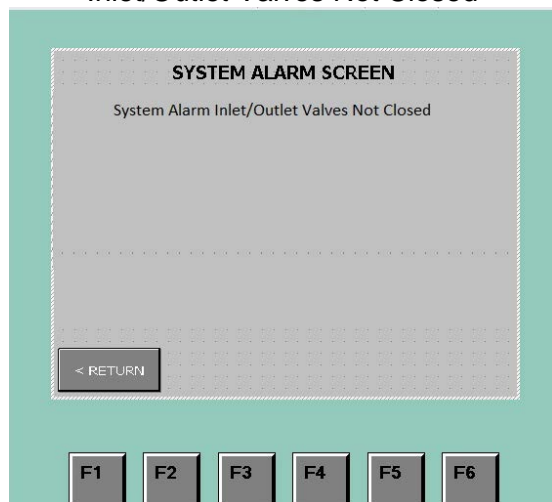 Inlet/Outlet Valves Not Closed
SYSTEM ALARM SCREEN
System Alarm Inlet/Outlet Valves Not Closed
< RETURN
F1 F2 F3 F4 F5 F6